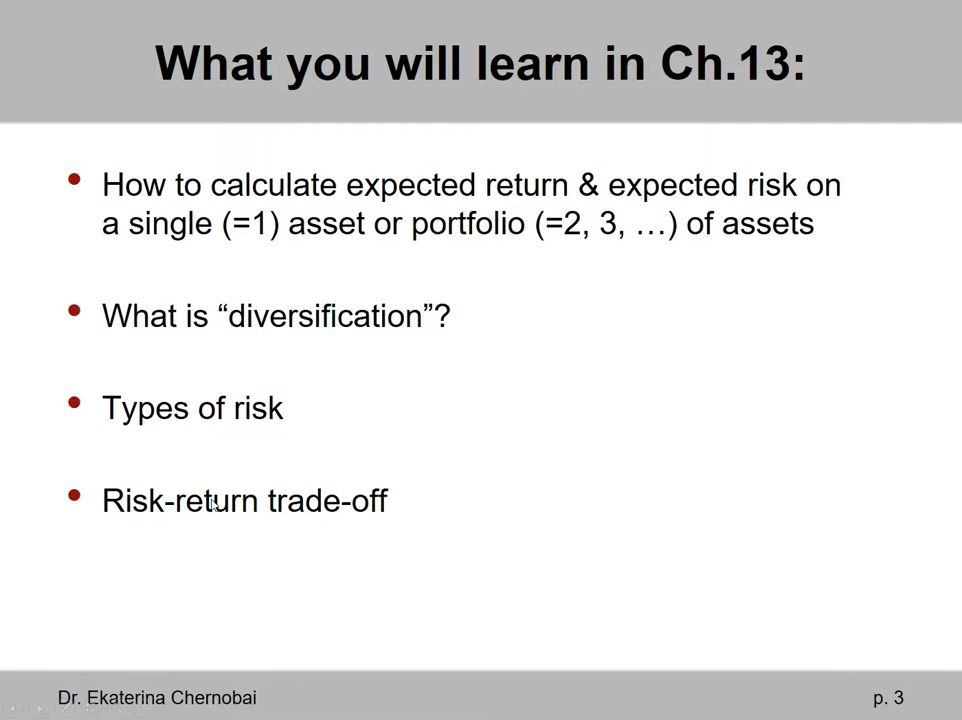 What you will learn in Ch.13:
• How to calculate expected return & expected risk on
a single (=1) asset or portfolio (=2, 3, …) of assets
• What is “diversification”?
• Types of risk
• Risk-return trade-off
Dr. Ekaterina Chernobai
p. 3